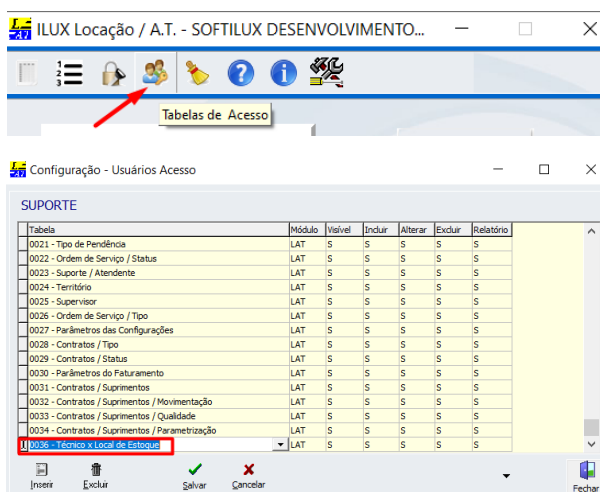 ILUX Locação / A.T. - SOFTILUX DESENVOLVIMENTO...
Tabelas de Acesso
Configuração - Usuários Acesso
SUPORTE
Tabela Módulo Visível Incluir Alterar Excluir Relatório
0021 - Tipo de Pendência LAT S S S S S
0022 - Ordem de Serviço / Status LAT S S S S S
0023 - Suporte / Atendente LAT S S S S S
0024 - Território LAT S S S S S
0025 - Supervisor LAT S S S S S
0026 - Ordem de Serviço / Tipo LAT S S S S S
0027 - Parâmetros das Configurações LAT S S S S S
0028 - Contratos / Tipo LAT S S S S S
0029 - Contratos / Status LAT S S S S S
0030 - Parâmetros do Faturamento LAT S S S S S
0031 - Contratos / Suprimentos LAT S S S S S
0032 - Contratos / Suprimentos / Movimentação LAT S S S S S
0033 - Contratos / Suprimentos / Qualidade LAT S S S S S
0034 - Contratos / Suprimentos / Parametrização LAT S S S S S
0036 - Técnico x Local de Estoque LAT S S S S S
Inserir Excluir Salvar Cancelar Fechar